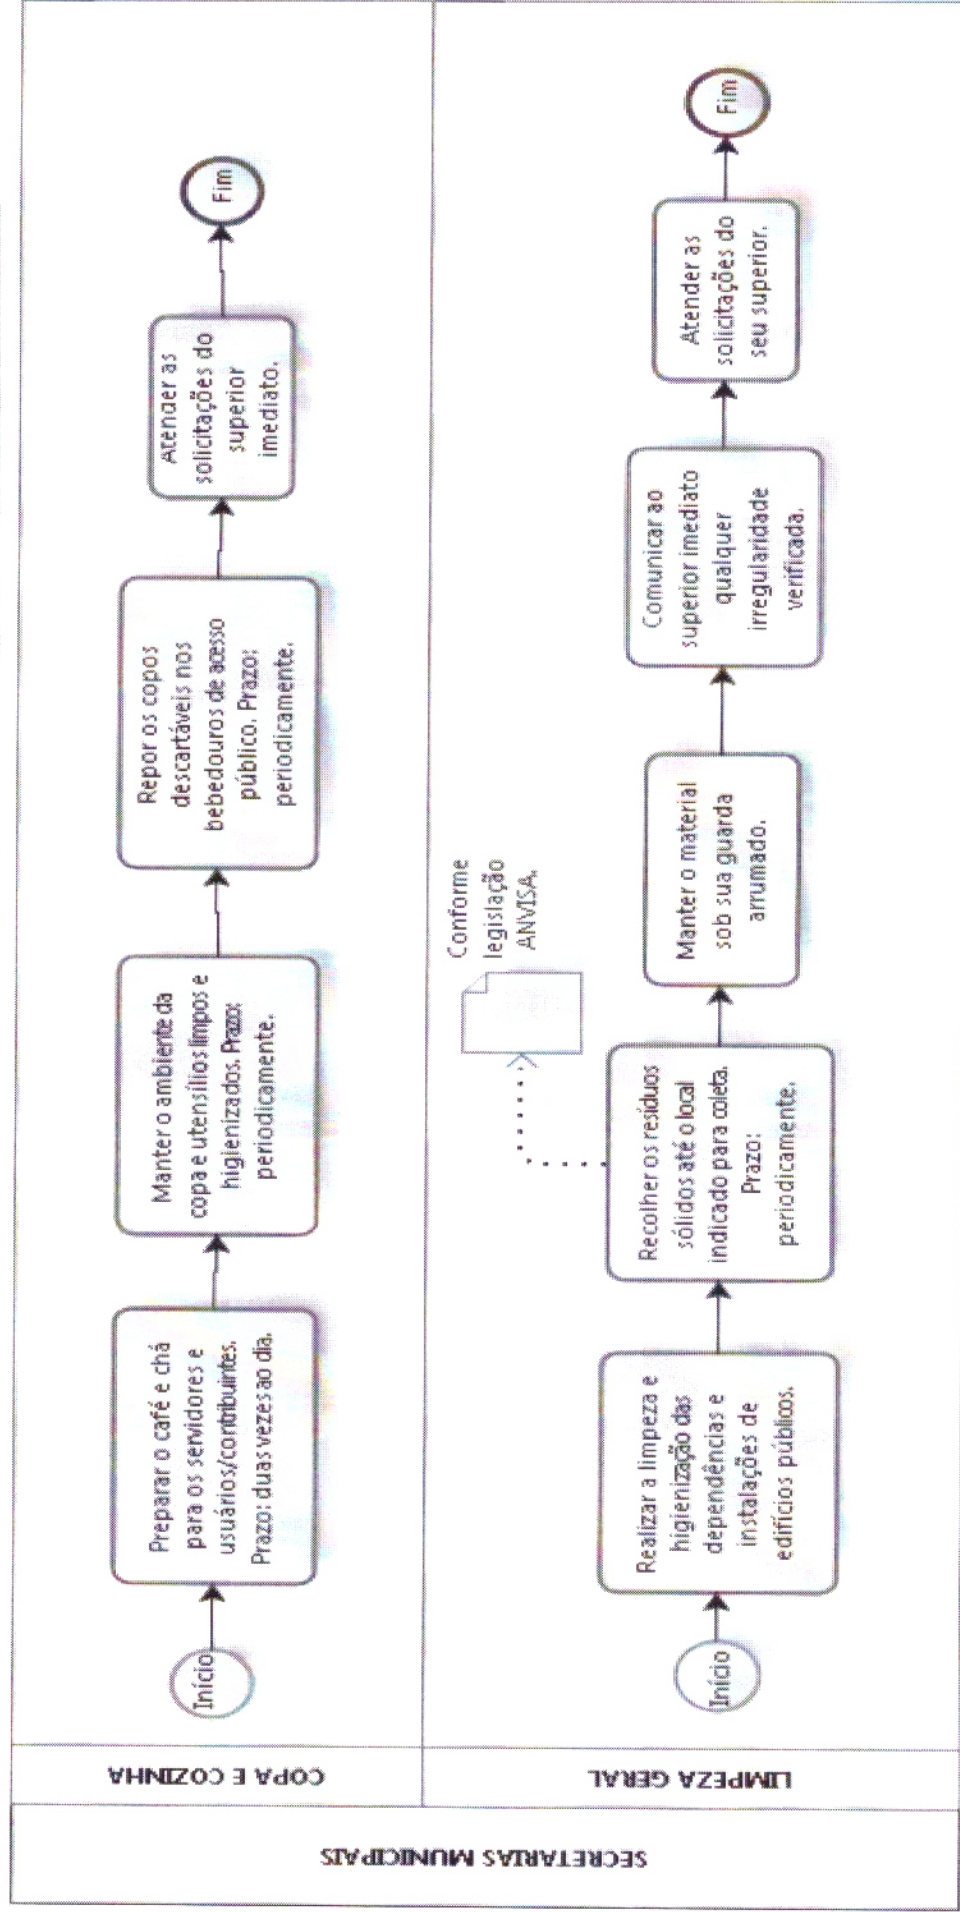 SECRETARIAS MUNICIPAIS
COPA E COZINHA
Início
Preparar o café e chá
para os servidores e
usuários/contribuintes.
Prazo: duas vezes ao dia.
Manter o ambiente da
copa e utensílios limpos e
higienizados. Prazo:
periodicamente.
Repor os copos
descartáveis nos
bebedouros de acesso
público. Prazo:
periodicamente.
Atender as
solicitações do
superior
imediato.
Fim
LIMPEZA GERAL
Início
Realizar a limpeza e
higienização das
dependências e
instalações de
edifícios públicos.
Recolher os resíduos
sólidos até o local
indicado para coleta.
Prazo:
periodicamente.
Conforme
legislação
ANVISA.
Manter o material
sob sua guarda
arrumado.
Comunicar ao
superior imediato
qualquer
irregularidade
verificada.
Atender as
solicitações do
seu superior.
Fim